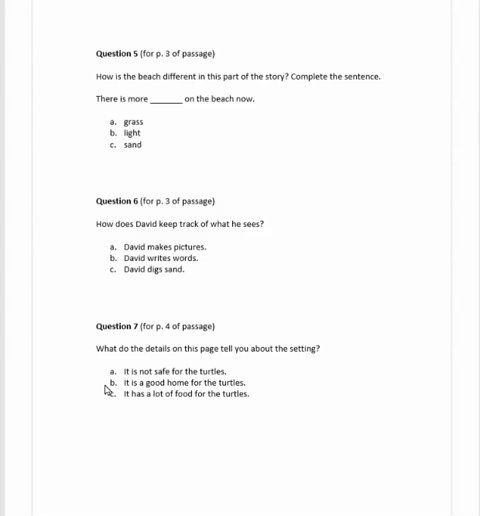 Question 5 (for p. 3 of passage)
How is the beach different in this part of the story? Complete the sentence.
There is more _______ on the beach now.
a. grass
b. light
c. sand
Question 6 (for p. 3 of passage)
How does David keep track of what he sees?
a. David makes pictures.
b. David writes words.
c. David digs sand.
Question 7 (for p. 4 of passage)
What do the details on this page tell you about the setting?
a. It is not safe for the turtles.
b. It is a good home for the turtles.
c. It has a lot of food for the turtles.